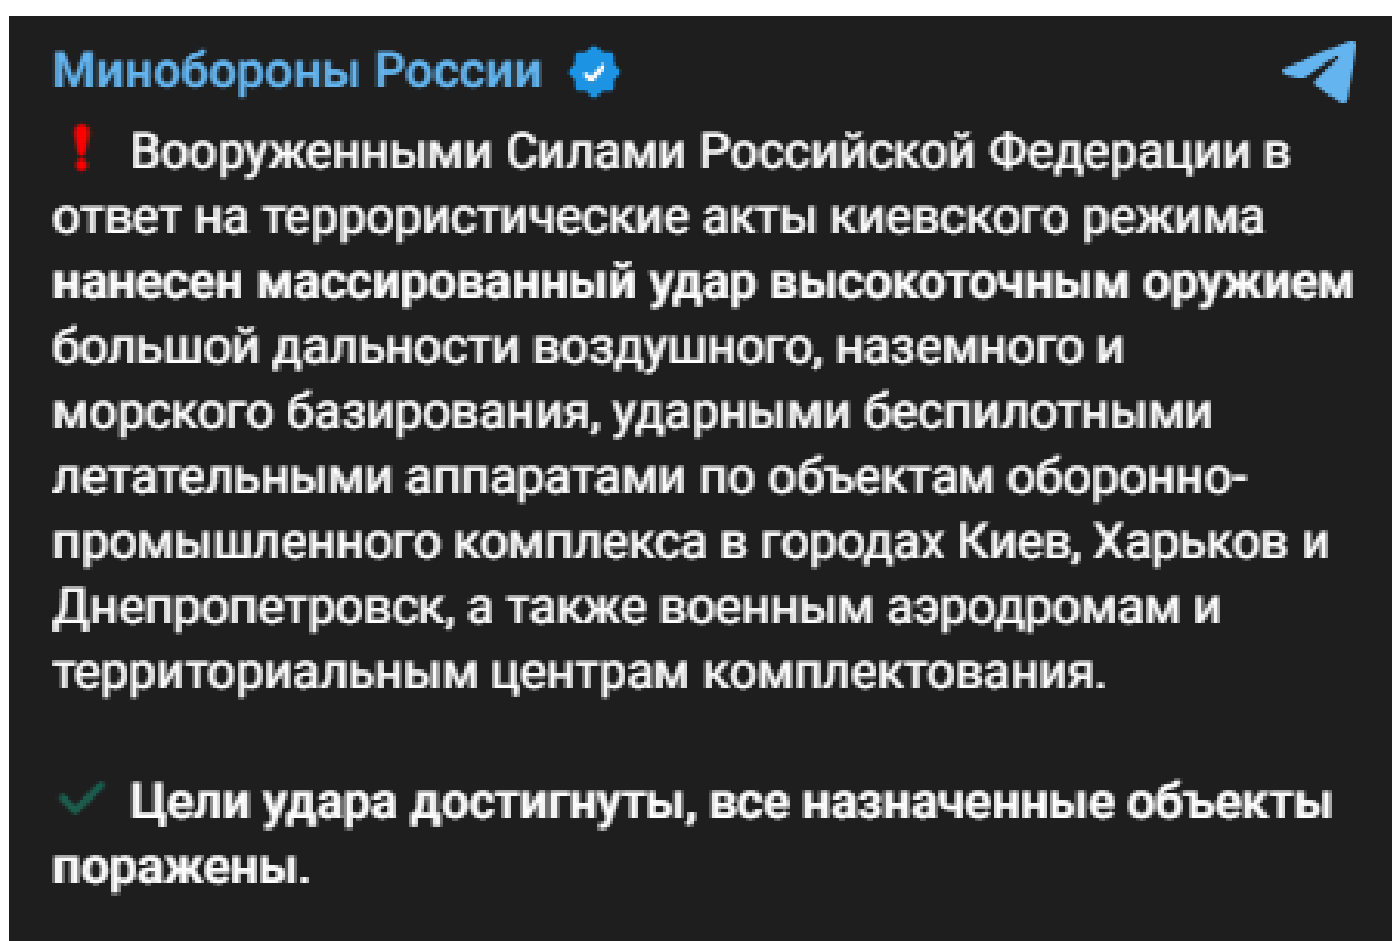 Минобороны России
❗ Вооруженными Силами Российской Федерации в
ответ на террористические акты киевского режима
нанесен массированный удар высокоточным оружием
большой дальности воздушного, наземного и
морского базирования, ударными беспилотными
летательными аппаратами по объектам оборонно-
промышленного комплекса в городах Киев, Харьков и
Днепропетровск, а также военным аэродромам и
территориальным центрам комплектования.
✓ Цели удара достигнуты, все назначенные объекты
поражены.